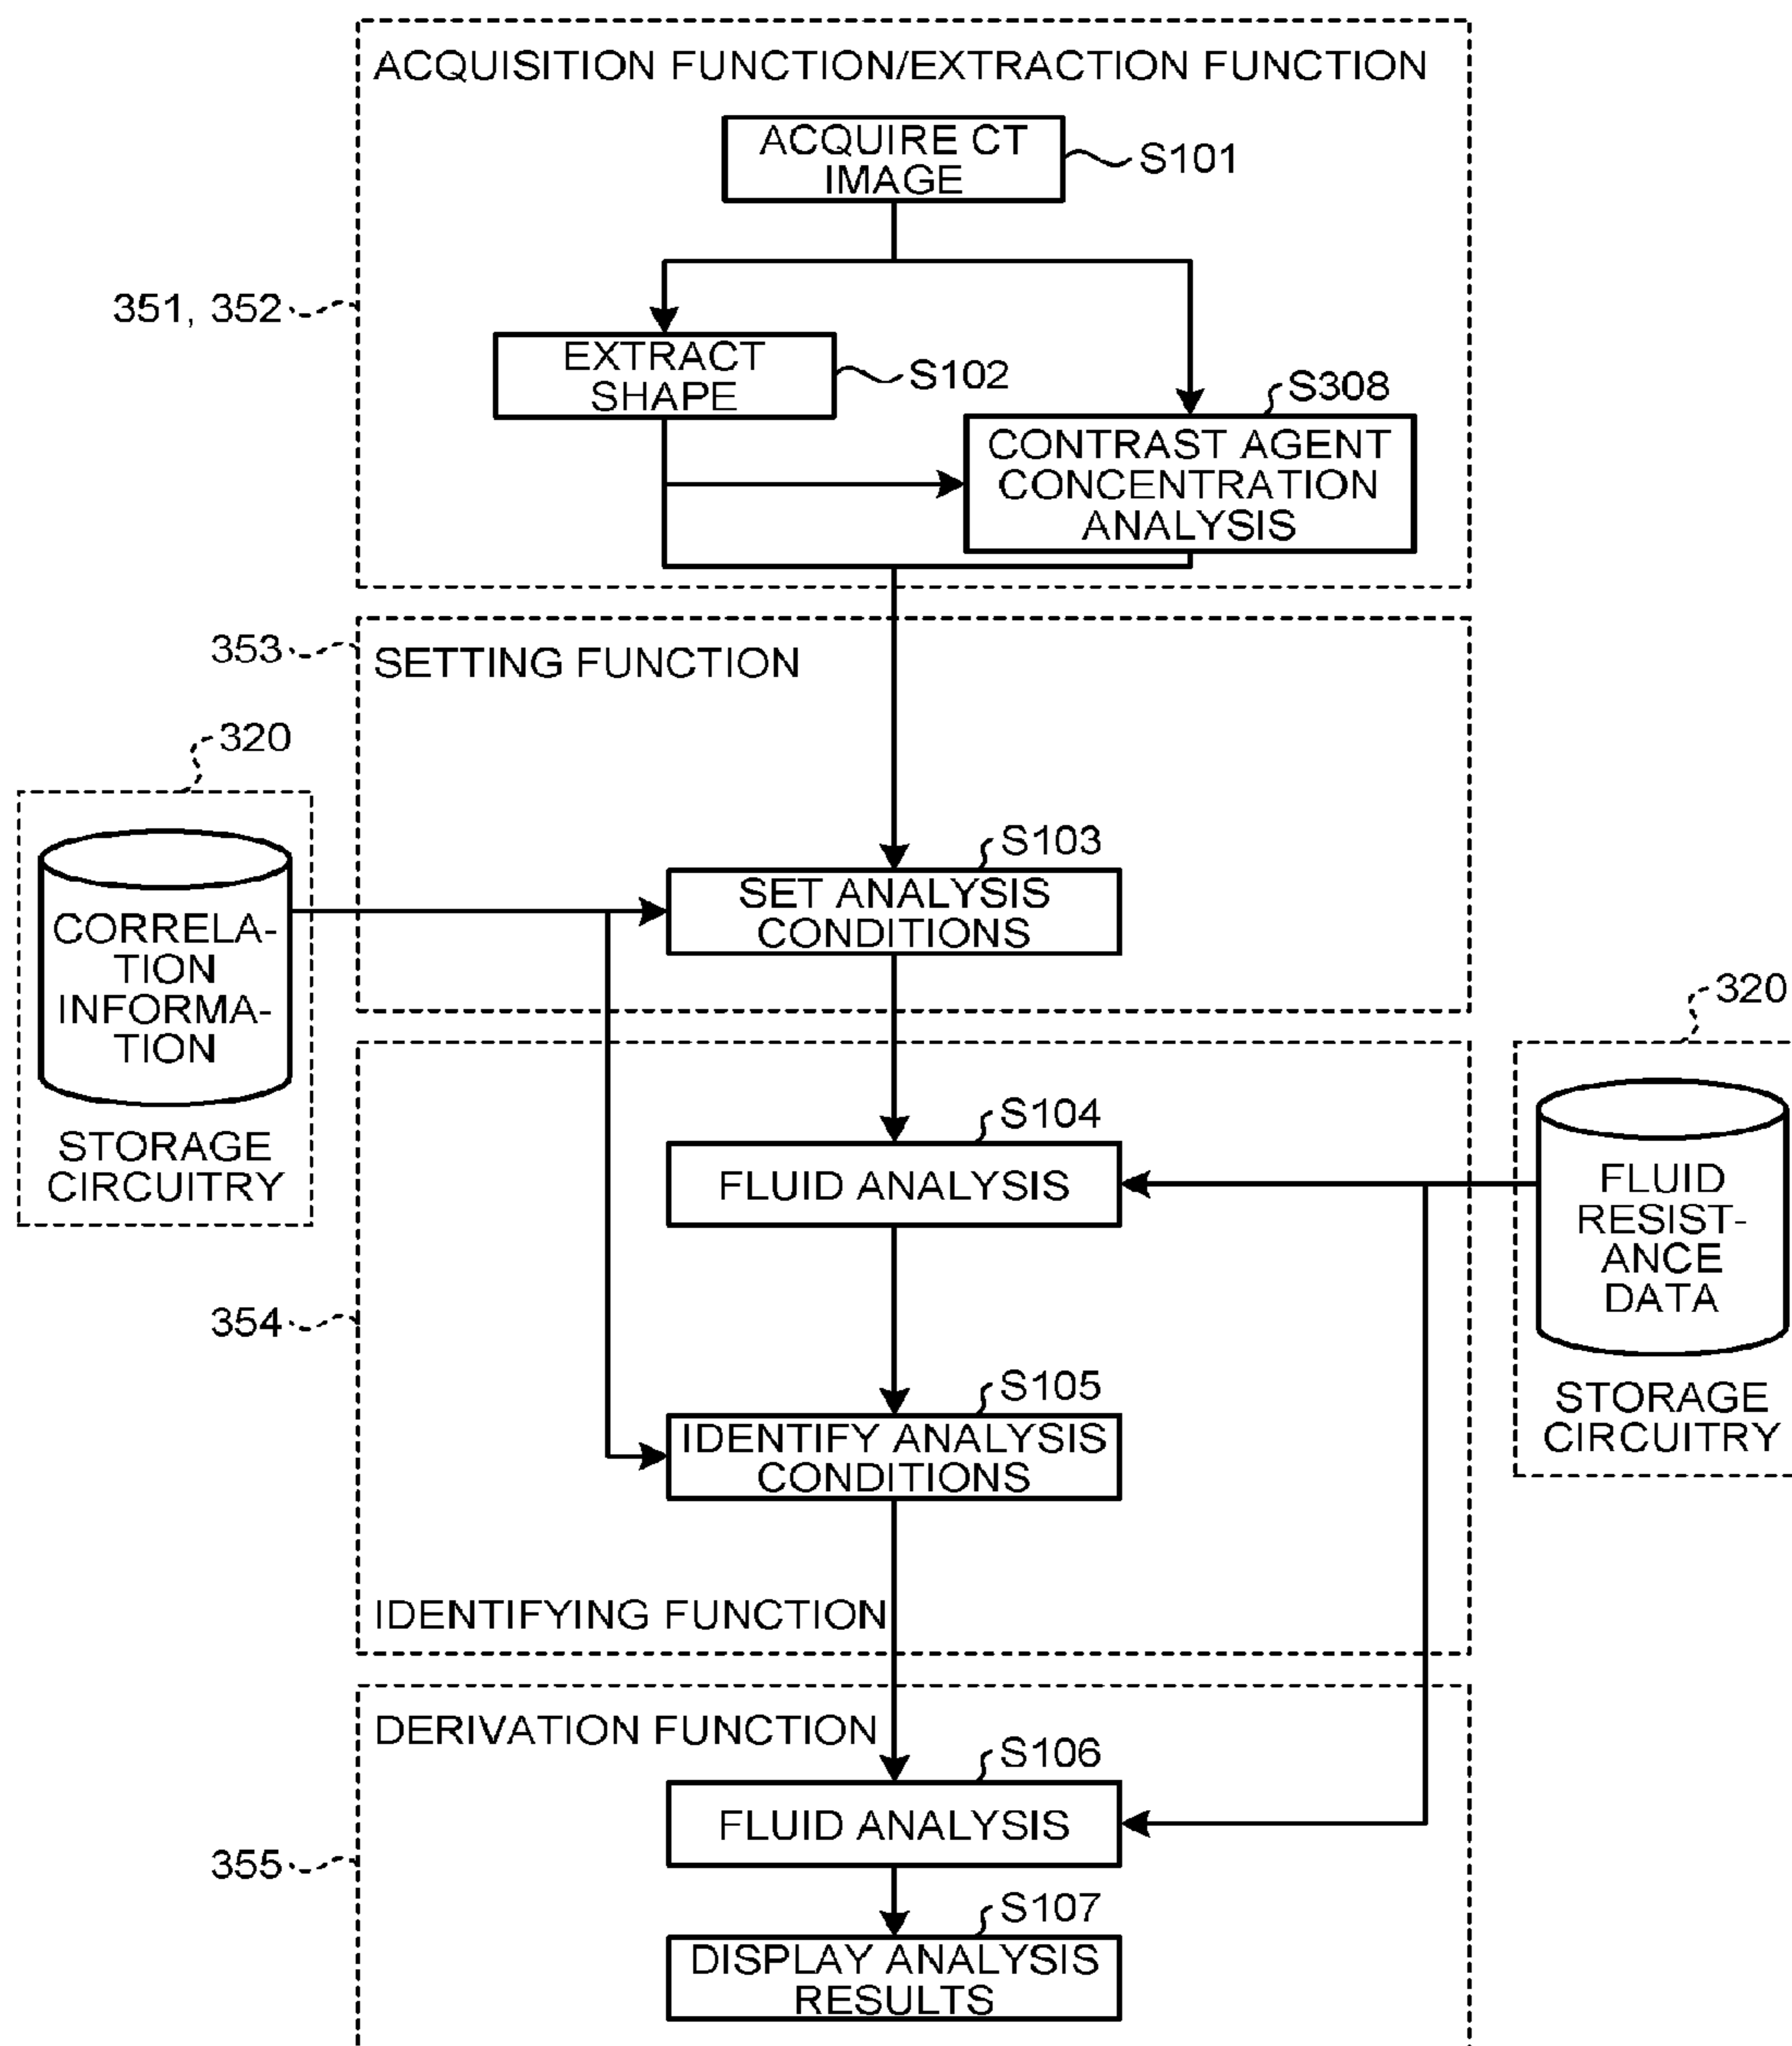 ACQUISITION FUNCTION/EXTRACTION FUNCTION
ACQUIRE CT
IMAGE
S101
351, 352
EXTRACT
SHAPE
S102
S308
CONTRAST AGENT
CONCENTRATION
ANALYSIS
353
SETTING FUNCTION
320
S103
SET ANALYSIS
CONDITIONS
CORRELA-
TION
INFORMA-
TION
STORAGE
CIRCUITRY
320
S104
FLUID ANALYSIS
FLUID
RESIST-
ANCE
DATA
STORAGE
CIRCUITRY
354
S105
IDENTIFY ANALYSIS
CONDITIONS
IDENTIFYING FUNCTION
DERIVATION FUNCTION
S106
FLUID ANALYSIS
355
S107
DISPLAY ANALYSIS
RESULTS